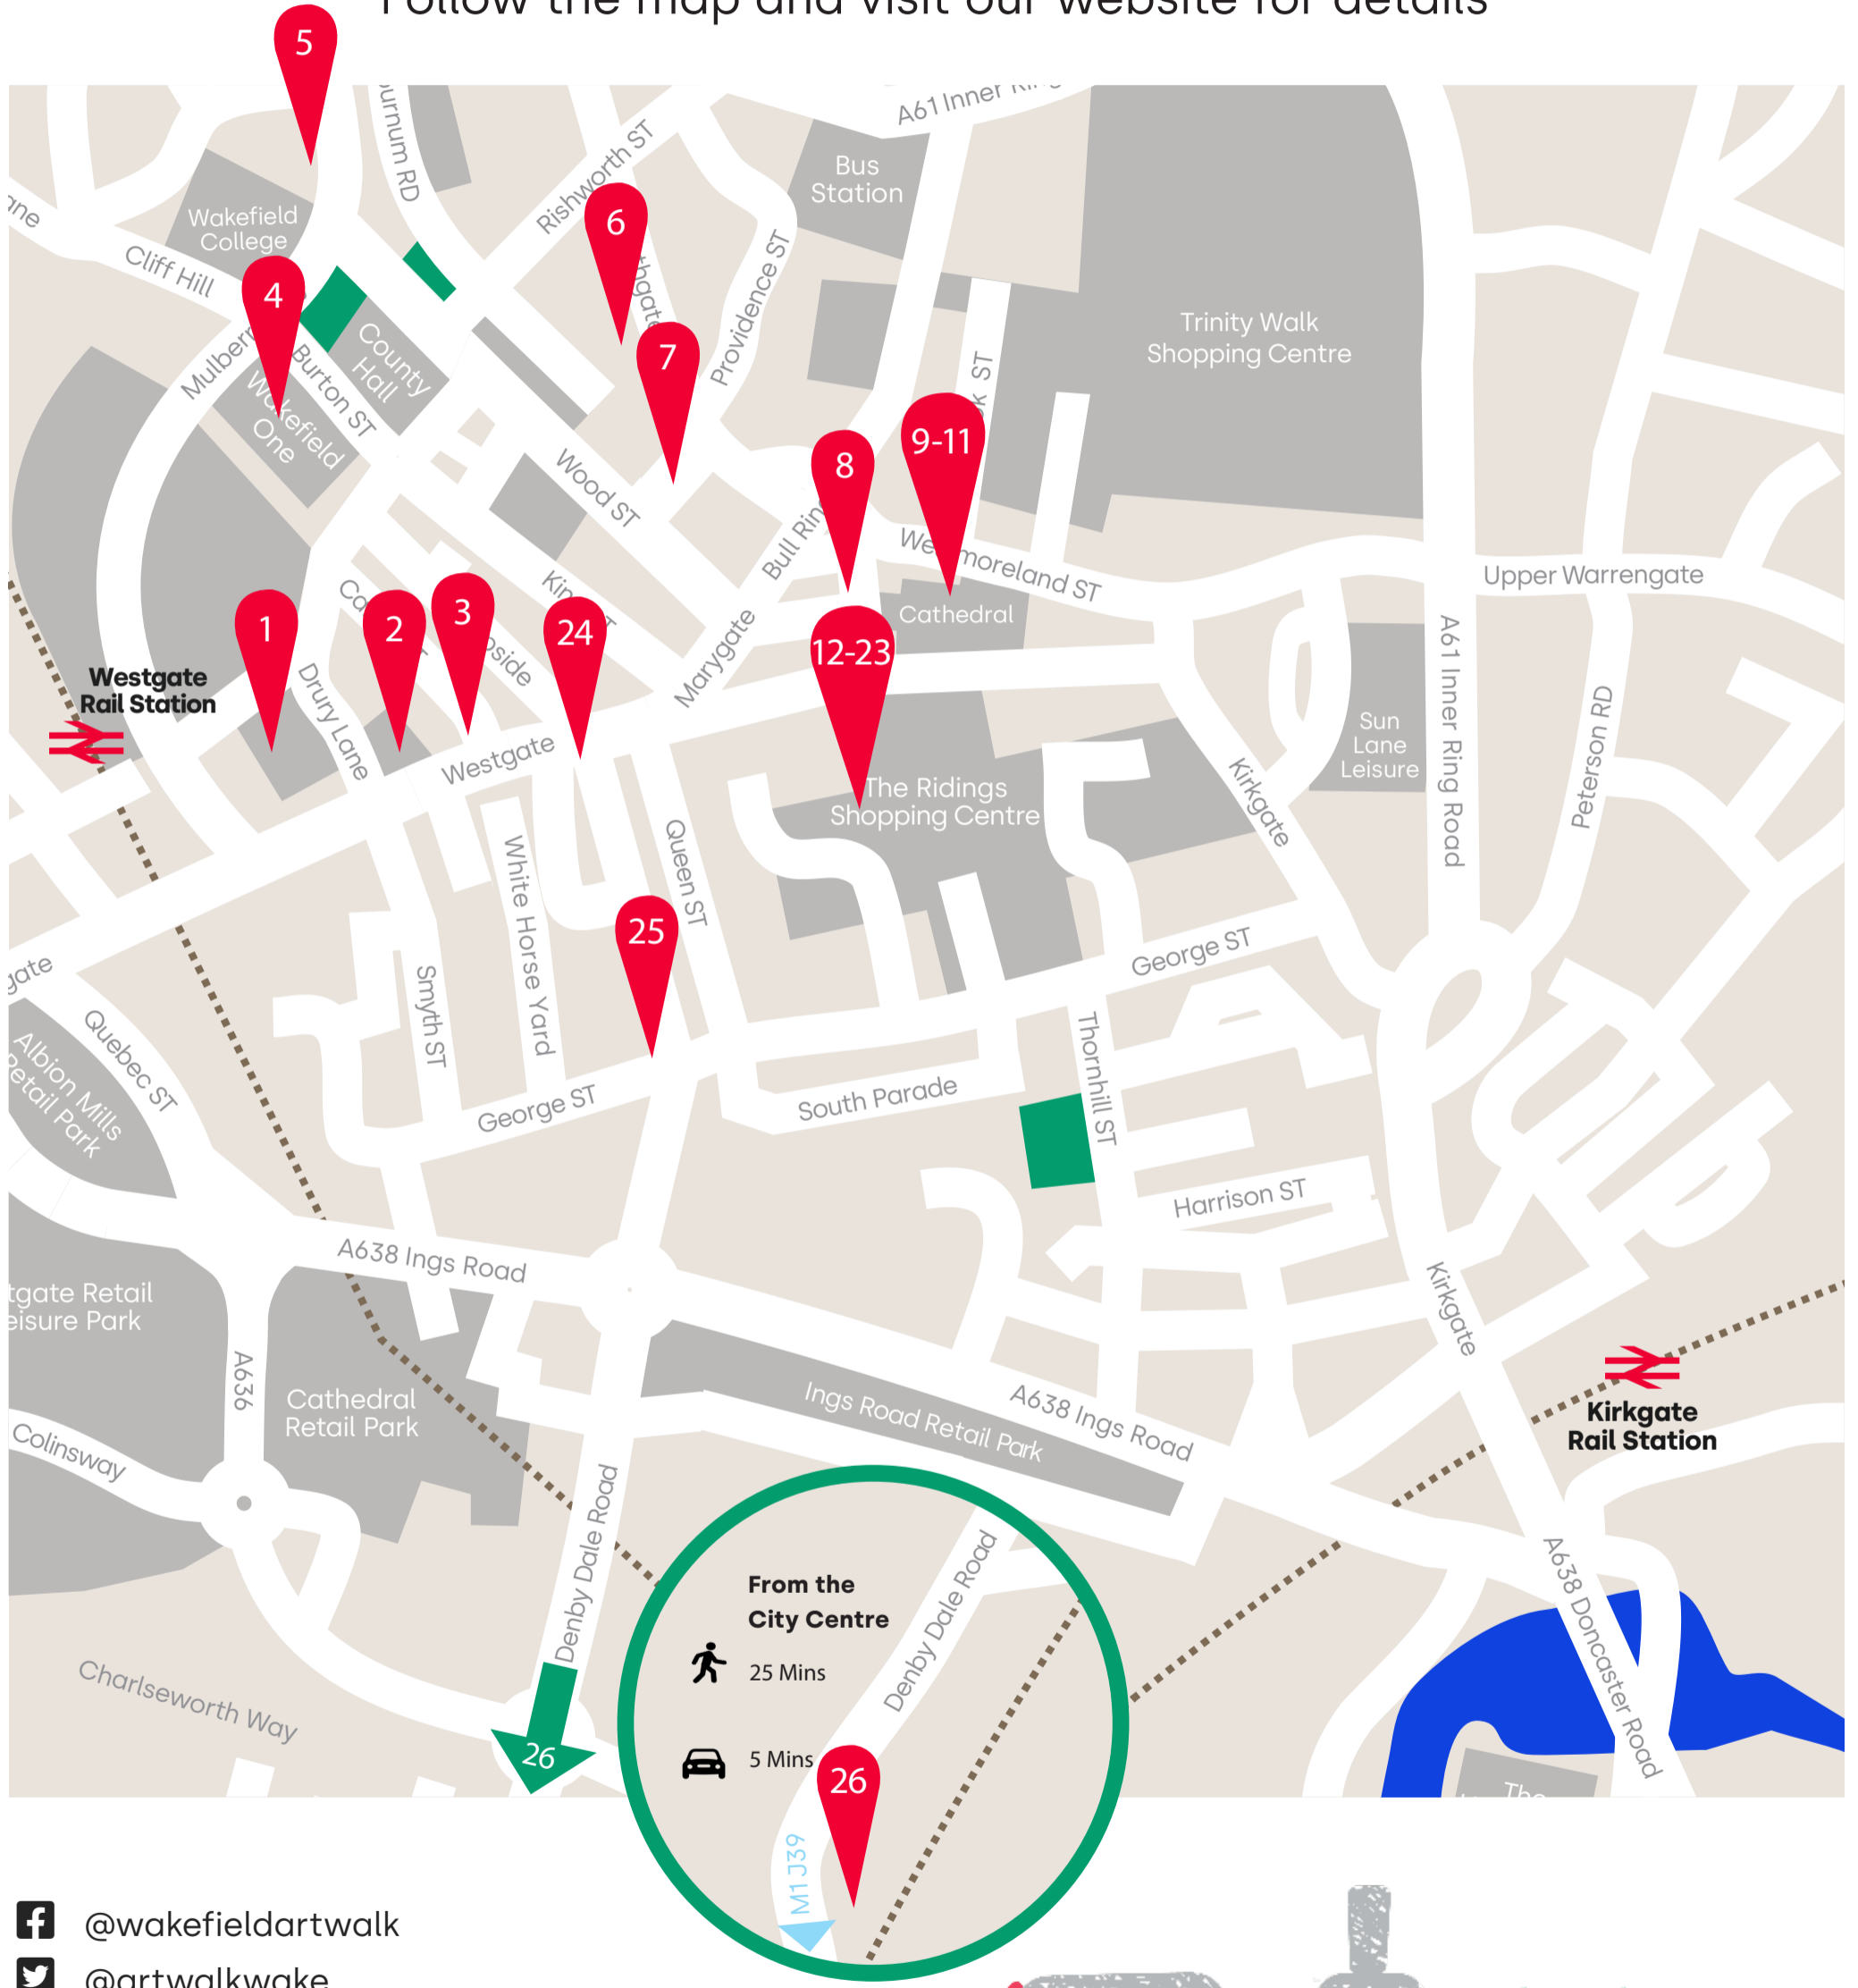 Follow the map and visit our website for details
5
A61 Inner
Rishworth ST
Bus
Station
Wakefield
College
Cliff Hill
6
Providence ST
4
Trinity Walk
Shopping Centre
County
Hall
Burton ST
7
Wakefield
One
9-11
8
Wood ST
Upper Warrengate
Cathedral
1
2
3
24
12-23
Marygate
Westgate
Rail Station
Drury Lane
Westgate
A61 Inner Ring Road
Peterson RD
Sun
Lane
Leisure
The Ridings
Shopping Centre
Kirkgate
Queen ST
White Horse Yard
25
George ST
Smyth ST
Quebec ST
Albion Mills
Retail Park
George ST
South Parade
Thornhill ST
Harrison ST
A638 Ings Road
Kirkgate
A636
Cathedral
Retail Park
Ings Road Retail Park
A638 Ings Road
Kirkgate
Rail Station
Colinsway
Denby Dale Road
From the
City Centre
25 Mins
5 Mins
Denby Dale Road
26
M1 J39
26
Charlseworth Way
A638 Doncaster Road
@wakefieldartwalk
@artwalkwake